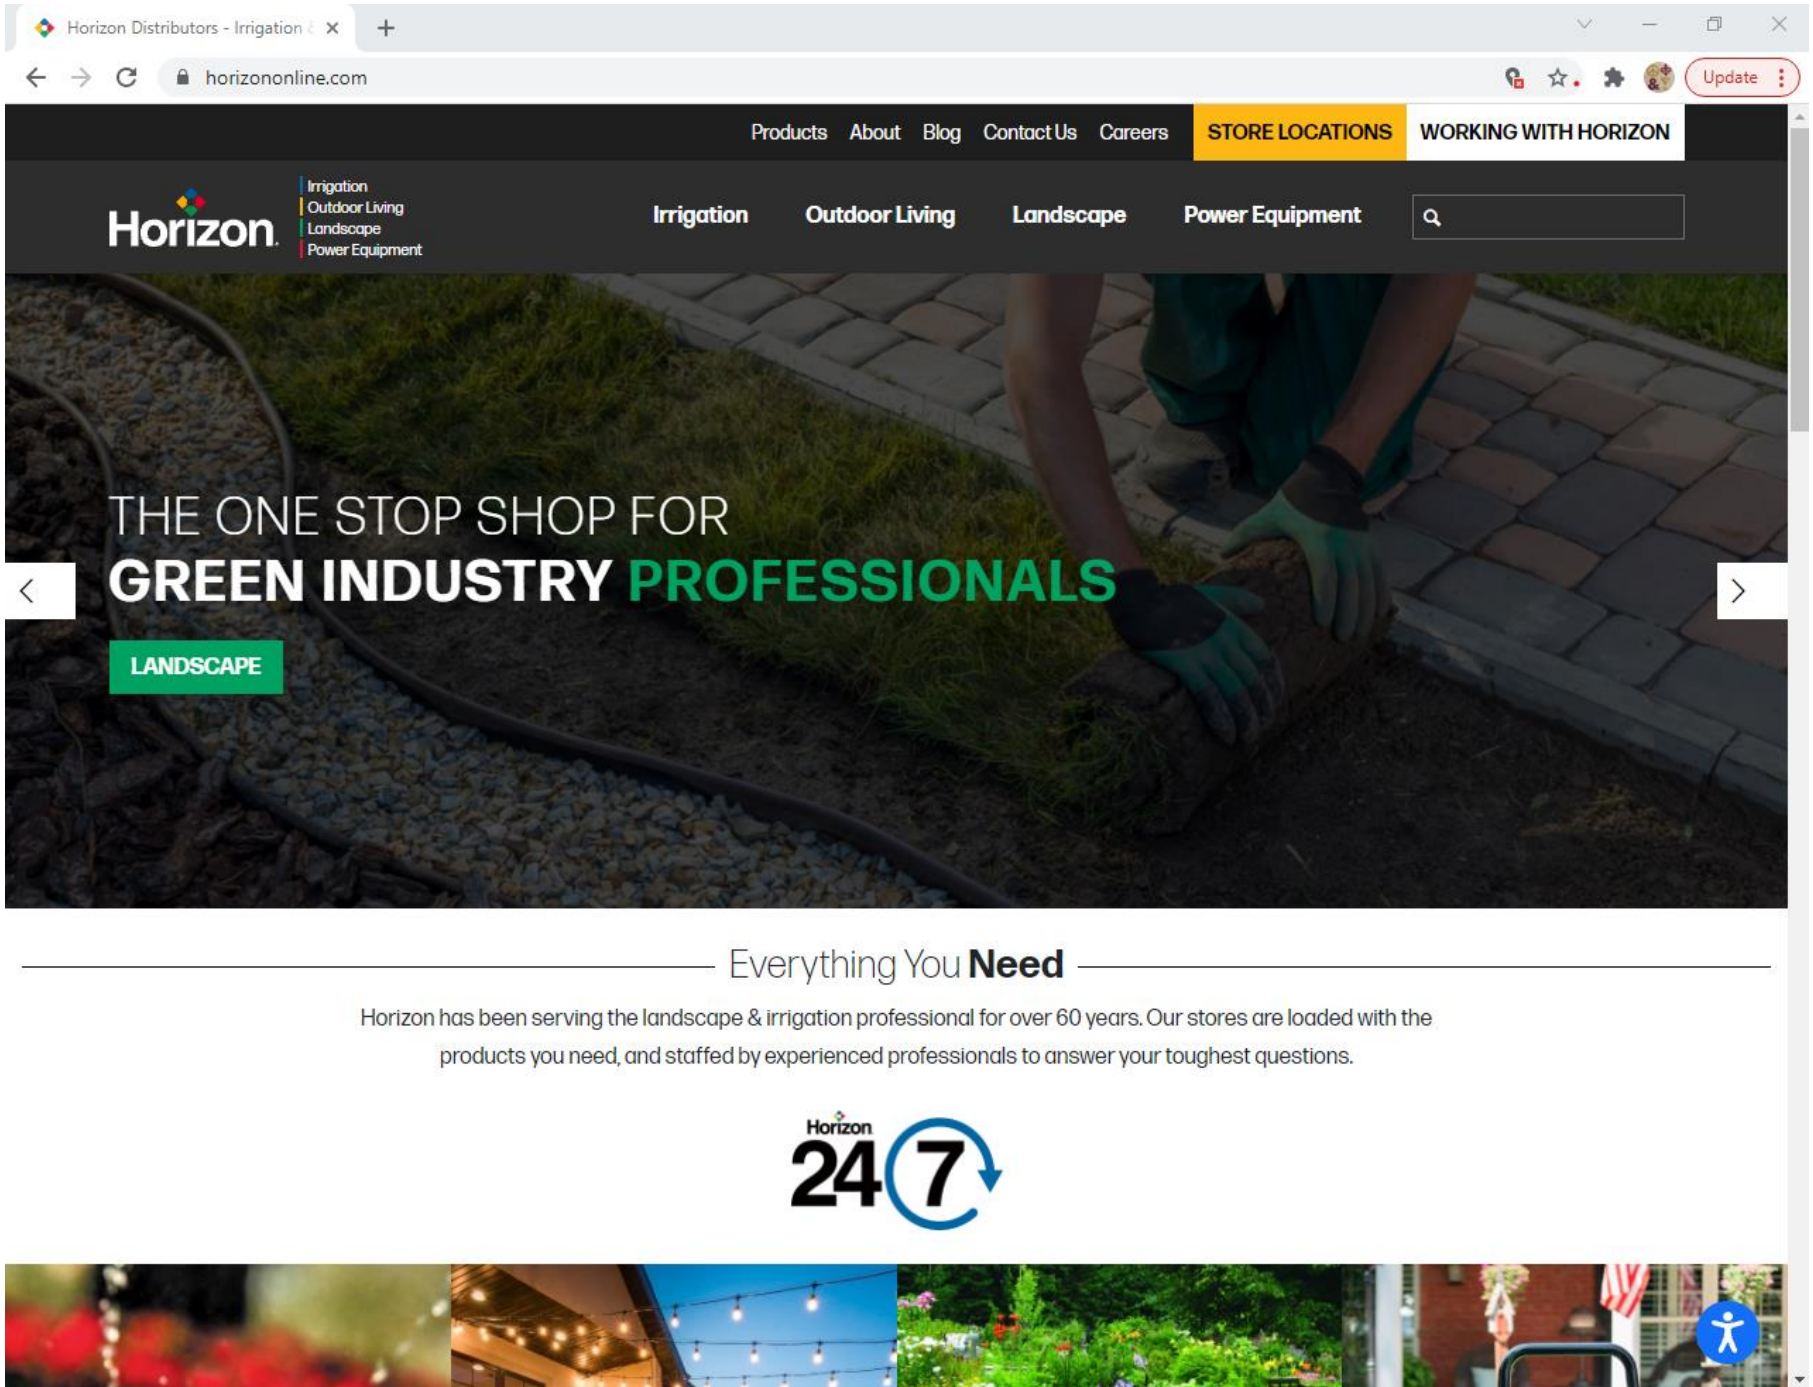 Horizon Distributors - Irrigation &
horizononline.com
Update
Products About Blog Contact Us Careers STORE LOCATIONS WORKING WITH HORIZON
Horizon.
Irrigation
Outdoor Living
Landscape
Power Equipment
Irrigation Outdoor Living Landscape Power Equipment
THE ONE STOP SHOP FOR
GREEN INDUSTRY PROFESSIONALS
LANDSCAPE
Everything You Need
Horizon has been serving the landscape & irrigation professional for over 60 years. Our stores are loaded with the
products you need, and staffed by experienced professionals to answer your toughest questions.
Horizon
24 7